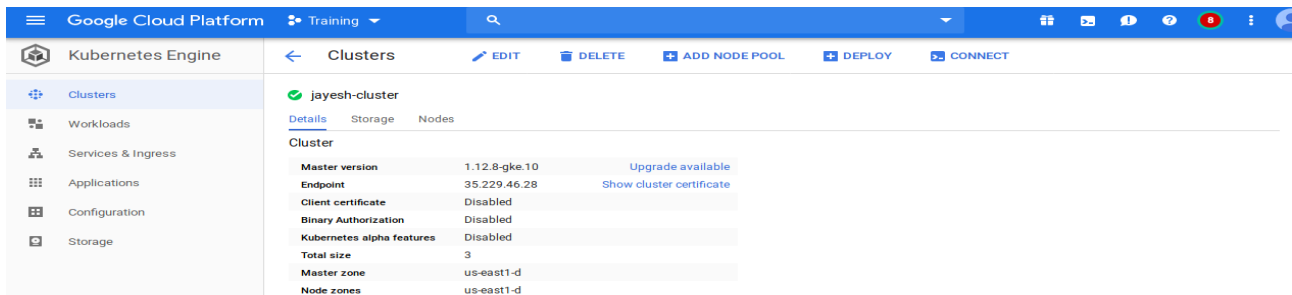 Google Cloud Platform Training 8
Kubernetes Engine
Clusters
Workloads
Services & Ingress
Applications
Configuration
Storage
Clusters EDIT DELETE ADD NODE POOL DEPLOY CONNECT
jayesh-cluster
Details Storage Nodes
Cluster
Master version 1.12.8-gke.10 Upgrade available
Endpoint 35.229.46.28 Show cluster certificate
Client certificate Disabled
Binary Authorization Disabled
Kubernetes alpha features Disabled
Total size 3
Master zone us-east1-d
Node zones us-east1-d